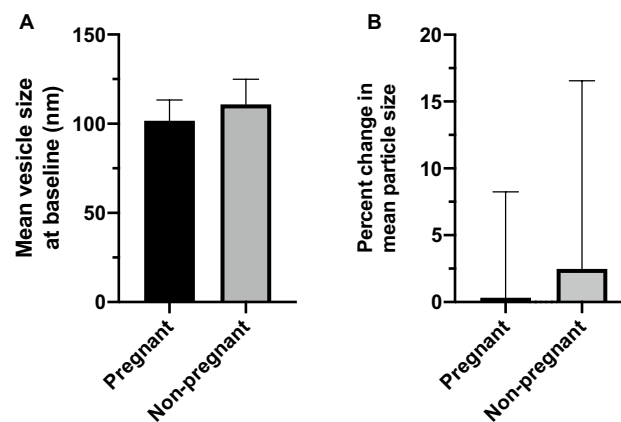 A
Mean vesicle size
at baseline (nm)
150
100
50
0
Pregnant
Non-pregnant
B
Percent change in
mean particle size
20
15
10
5
0
Pregnant
Non-pregnant